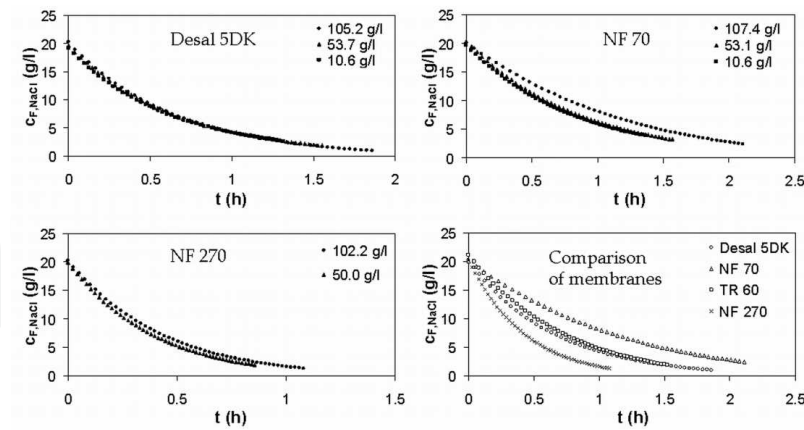 Desal 5DK
105.2 g/l
53.7 g/l
10.6 g/l
cF,NaCl (g/l)
25
20
15
10
5
0
0 0.5 1 1.5 2
t (h)
NF 70
107.4 g/l
53.1 g/l
10.6 g/l
cF,NaCl (g/l)
25
20
15
10
5
0
0 0.5 1 1.5 2 2.5
t (h)
NF 270
102.2 g/l
50.0 g/l
cF,NaCl (g/l)
25
20
15
10
5
0
0 0.5 1 1.5
t (h)
Comparison
of membranes
Desal 5DK
NF 70
TR 60
NF 270
cF,NaCl (g/l)
25
20
15
10
5
0
0 0.5 1 1.5 2 2.5
t (h)